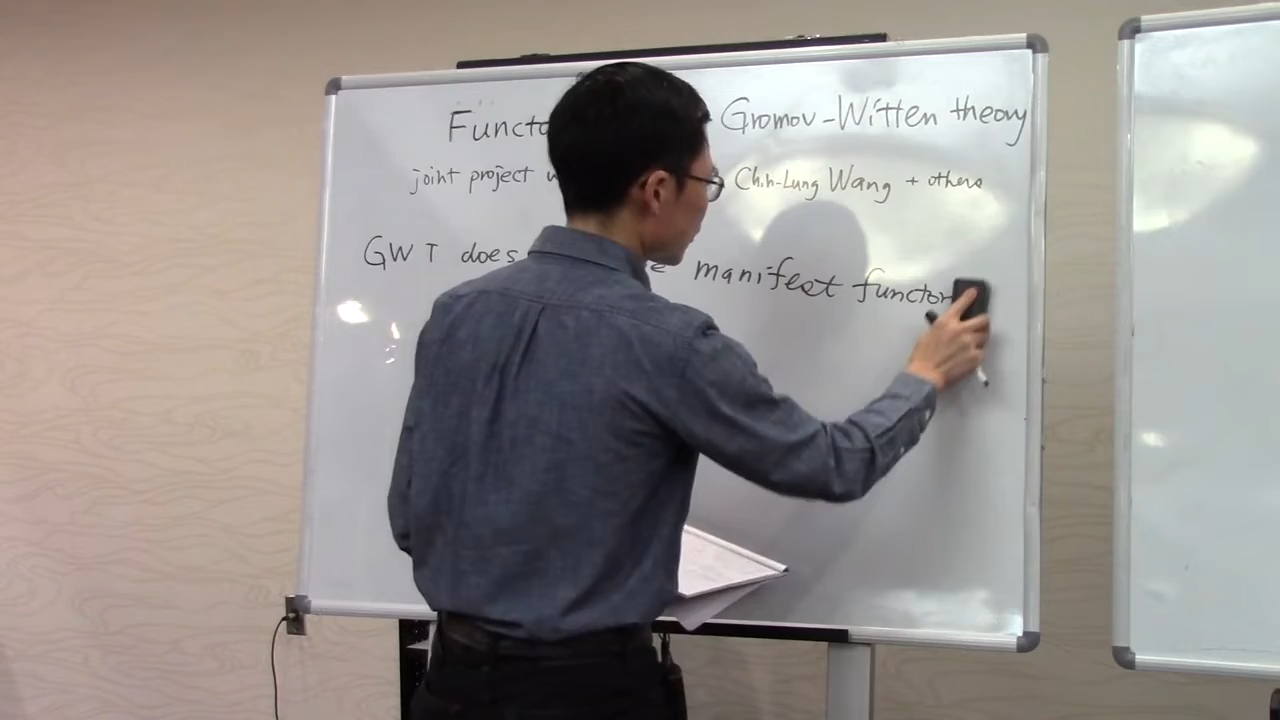 Functo Gromov-Witten theory
joint project Chin-Lung Wang + others
GWT does manifest functor